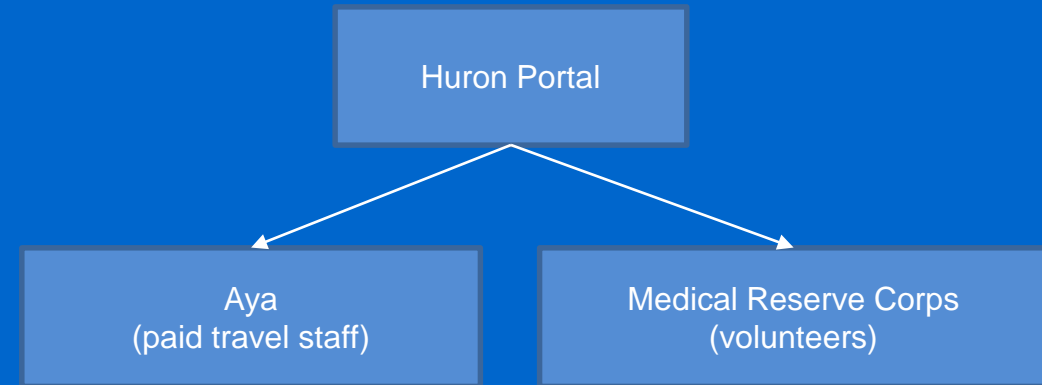 Huron Portal
Aya
(paid travel staff)
Medical Reserve Corps
(volunteers)